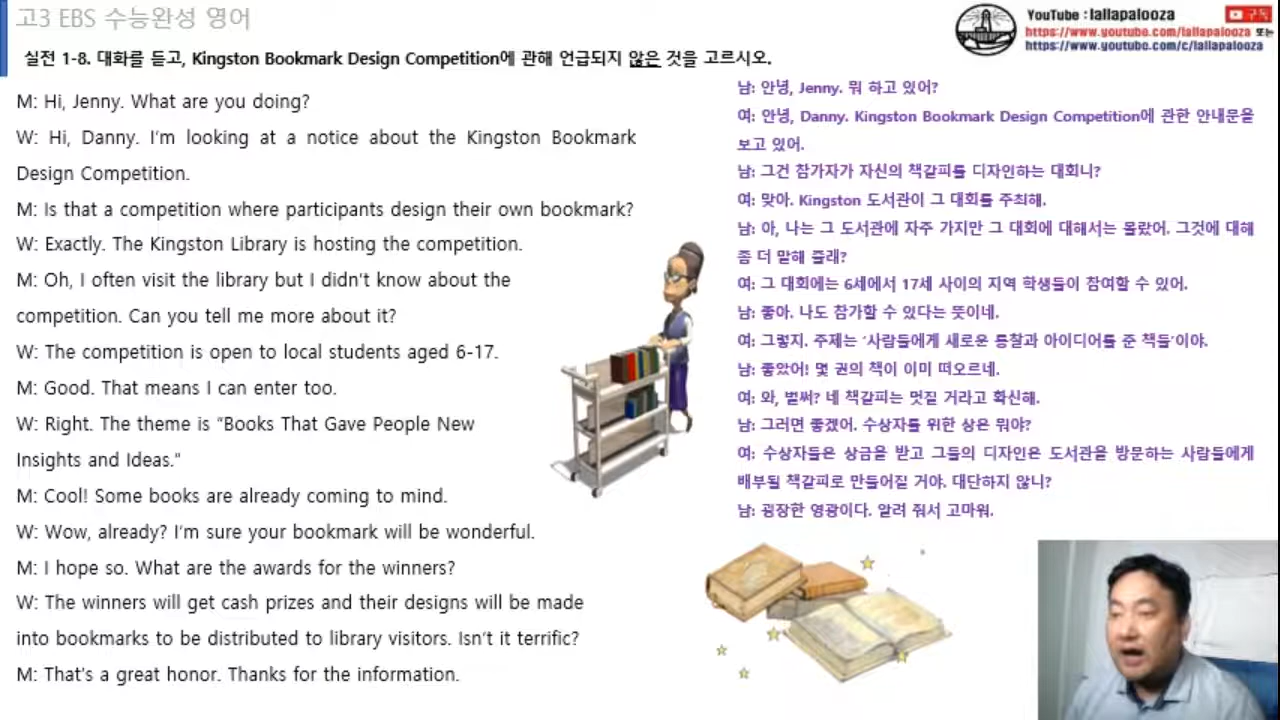 고3 EBS 수능완성 영어
YouTube : lallapalooza
구독
https://www.youtube.com/lallapalooza 또는
https://www.youtube.com/c/lallapalooza
실전 1-8. 대화를 듣고, Kingston Bookmark Design Competition에 관해 언급되지 않은 것을 고르시오.
M: Hi, Jenny. What are you doing?
W: Hi, Danny. I'm looking at a notice about the Kingston Bookmark
Design Competition.
M: Is that a competition where participants design their own bookmark?
W: Exactly. The Kingston Library is hosting the competition.
M: Oh, I often visit the library but I didn't know about the
competition. Can you tell me more about it?
W: The competition is open to local students aged 6-17.
M: Good. That means I can enter too.
W: Right. The theme is "Books That Gave People New
Insights and Ideas."
M: Cool! Some books are already coming to mind.
W: Wow, already? I'm sure your bookmark will be wonderful.
M: I hope so. What are the awards for the winners?
W: The winners will get cash prizes and their designs will be made
into bookmarks to be distributed to library visitors. Isn't it terrific?
M: That's a great honor. Thanks for the information.
남: 안녕, Jenny. 뭐 하고 있어?
여: 안녕, Danny. Kingston Bookmark Design Competition에 관한 안내문을
보고 있어.
남: 그건 참가자가 자신의 책갈피를 디자인하는 대회니?
여: 맞아. Kingston 도서관이 그 대회를 주최해.
남: 아, 나는 그 도서관에 자주 가지만 그 대회에 대해서는 몰랐어. 그것에 대해
좀 더 말해 줄래?
여: 그 대회에는 6세에서 17세 사이의 지역 학생들이 참여할 수 있어.
남: 좋아. 나도 참가할 수 있다는 뜻이네.
여: 그렇지. 주제는 '사람들에게 새로운 통찰과 아이디어를 준 책들'이야.
남: 좋았어! 몇 권의 책이 이미 떠오르네.
여: 와, 벌써? 네 책갈피는 멋질 거라고 확신해.
남: 그러면 좋겠어. 수상자를 위한 상은 뭐야?
여: 수상자들은 상금을 받고 그들의 디자인은 도서관을 방문하는 사람들에게
배부될 책갈피로 만들어질 거야. 대단하지 않니?
남: 굉장한 영광이다. 알려 줘서 고마워.